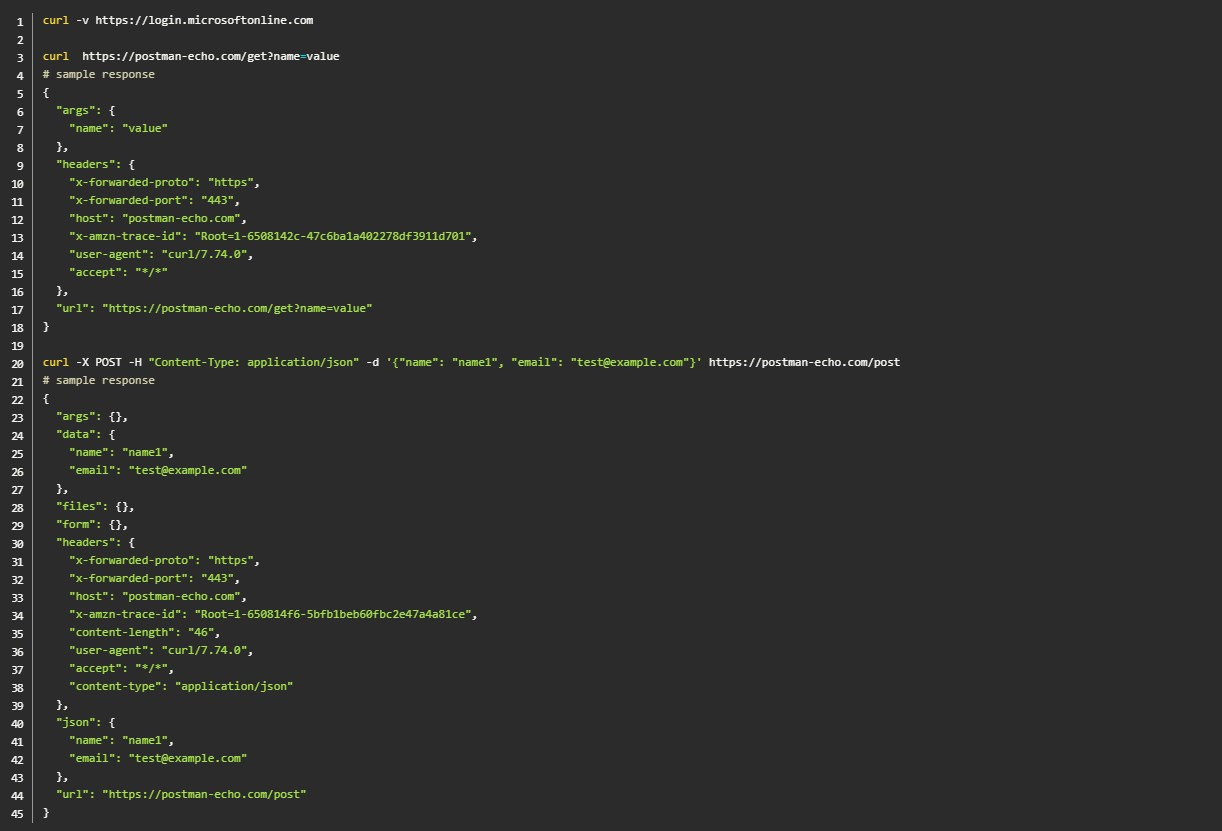 1 curl -v https://login.microsoftonline.com
2
3 curl  https://postman-echo.com/get?name=value
4 # sample response
5 {
6   "args": {
7     "name": "value"
8   },
9   "headers": {
10     "x-forwarded-proto": "https",
11     "x-forwarded-port": "443",
12     "host": "postman-echo.com",
13     "x-amzn-trace-id": "Root=1-6508142c-47c6ba1a402278df3911d701",
14     "user-agent": "curl/7.74.0",
15     "accept": "*/*"
16   },
17   "url": "https://postman-echo.com/get?name=value"
18 }
19
20 curl -X POST -H "Content-Type: application/json" -d '{"name": "name1", "email": "test@example.com"}' https://postman-echo.com/post
21 # sample response
22 {
23   "args": {},
24   "data": {
25     "name": "name1",
26     "email": "test@example.com"
27   },
28   "files": {},
29   "form": {},
30   "headers": {
31     "x-forwarded-proto": "https",
32     "x-forwarded-port": "443",
33     "host": "postman-echo.com",
34     "x-amzn-trace-id": "Root=1-650814f6-5bfb1beb60fbc2e47a4a81ce",
35     "content-length": "46",
36     "user-agent": "curl/7.74.0",
37     "accept": "*/*",
38     "content-type": "application/json"
39   },
40   "json": {
41     "name": "name1",
42     "email": "test@example.com"
43   },
44   "url": "https://postman-echo.com/post"
45 }